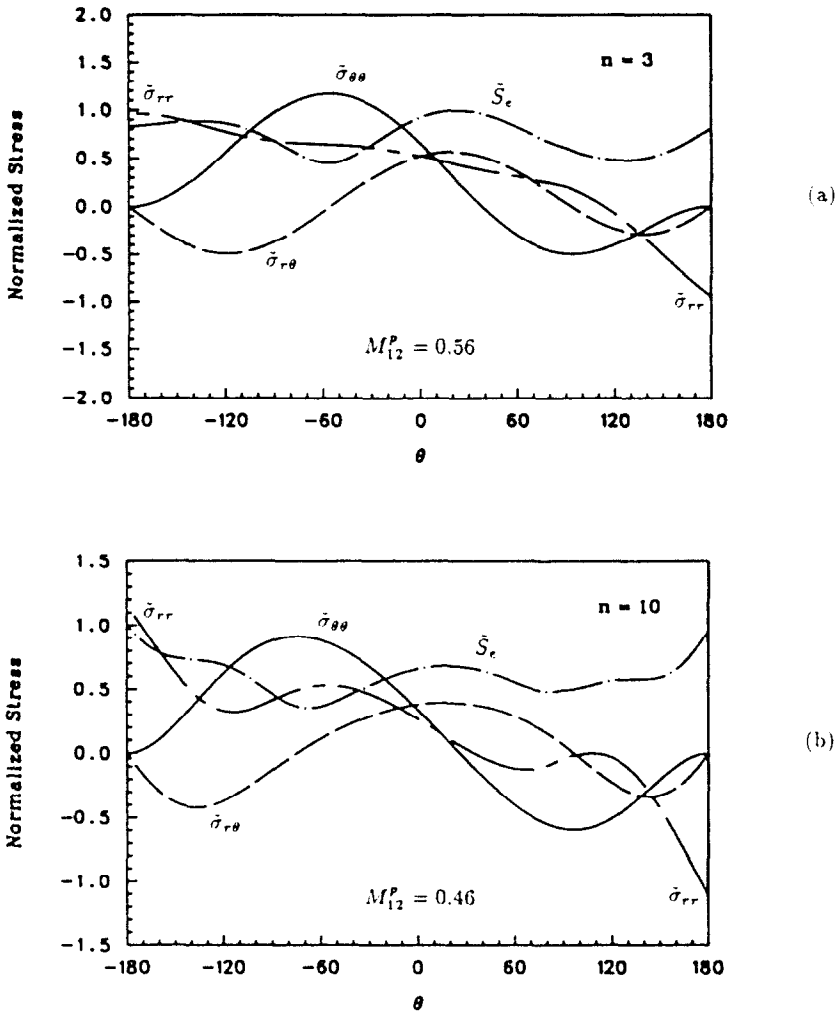 2.0
n = 3
σ̃θθ
1.5
σ̃rr
S̃e
1.0
0.5
(a)
0.0
Normalized Stress
-0.5
σ̃rθ
-1.0
σ̃rr
-1.5
M₁₂ᵖ = 0.56
-2.0
-180 -120 -60 0 60 120 180
θ
1.5
n = 10
σ̃rr
σ̃θθ
1.0
S̃e
0.5
(b)
0.0
Normalized Stress
-0.5
σ̃rθ
-1.0
M₁₂ᵖ = 0.46
σ̃rr
-1.5
-180 -120 -60 0 60 120 180
θ